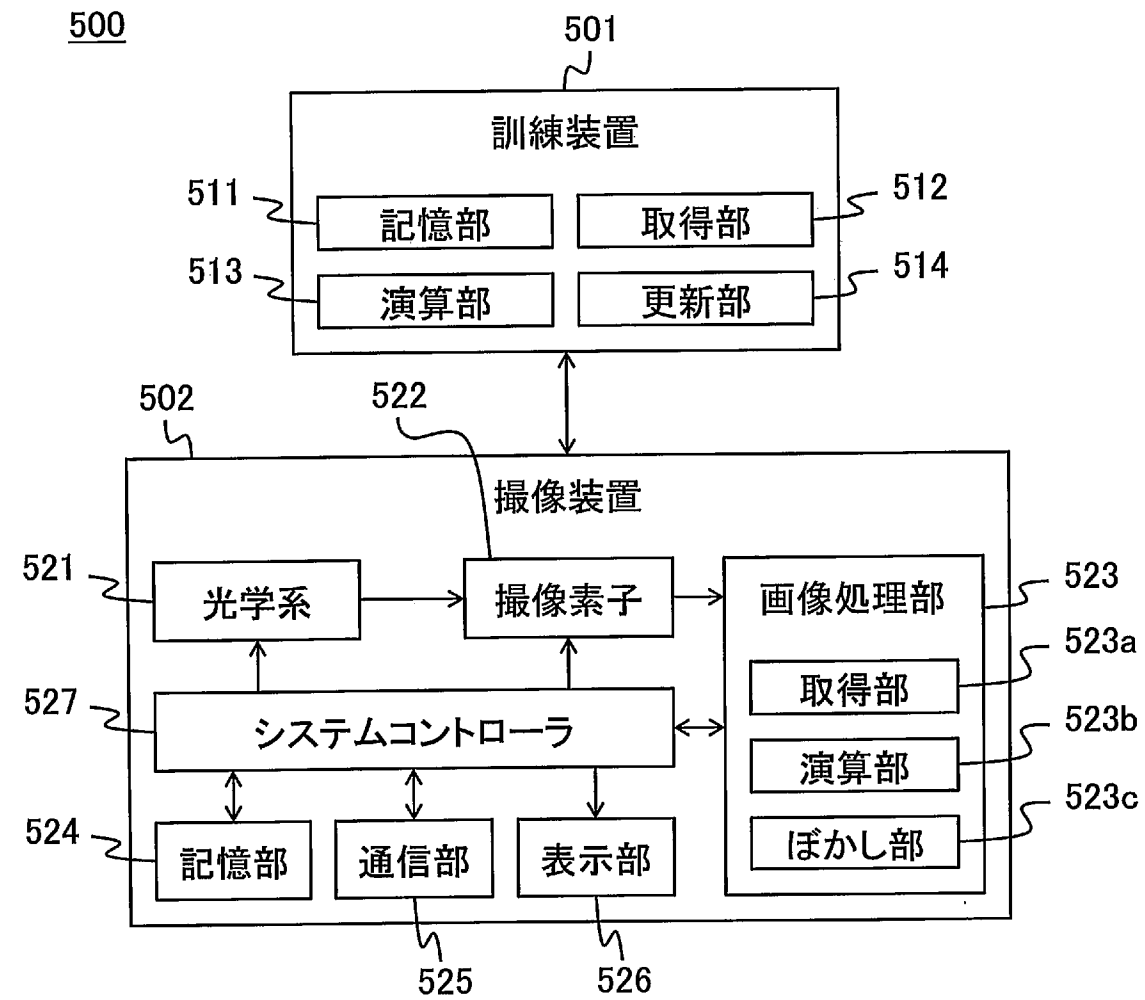 500
501
訓練装置
511
記憶部
取得部
512
513
演算部
更新部
514
502
522
撮像装置
521
光学系
撮像素子
画像処理部
523
取得部
523a
527
システムコントローラ
演算部
523b
524
記憶部
通信部
表示部
ぼかし部
523c
525
526